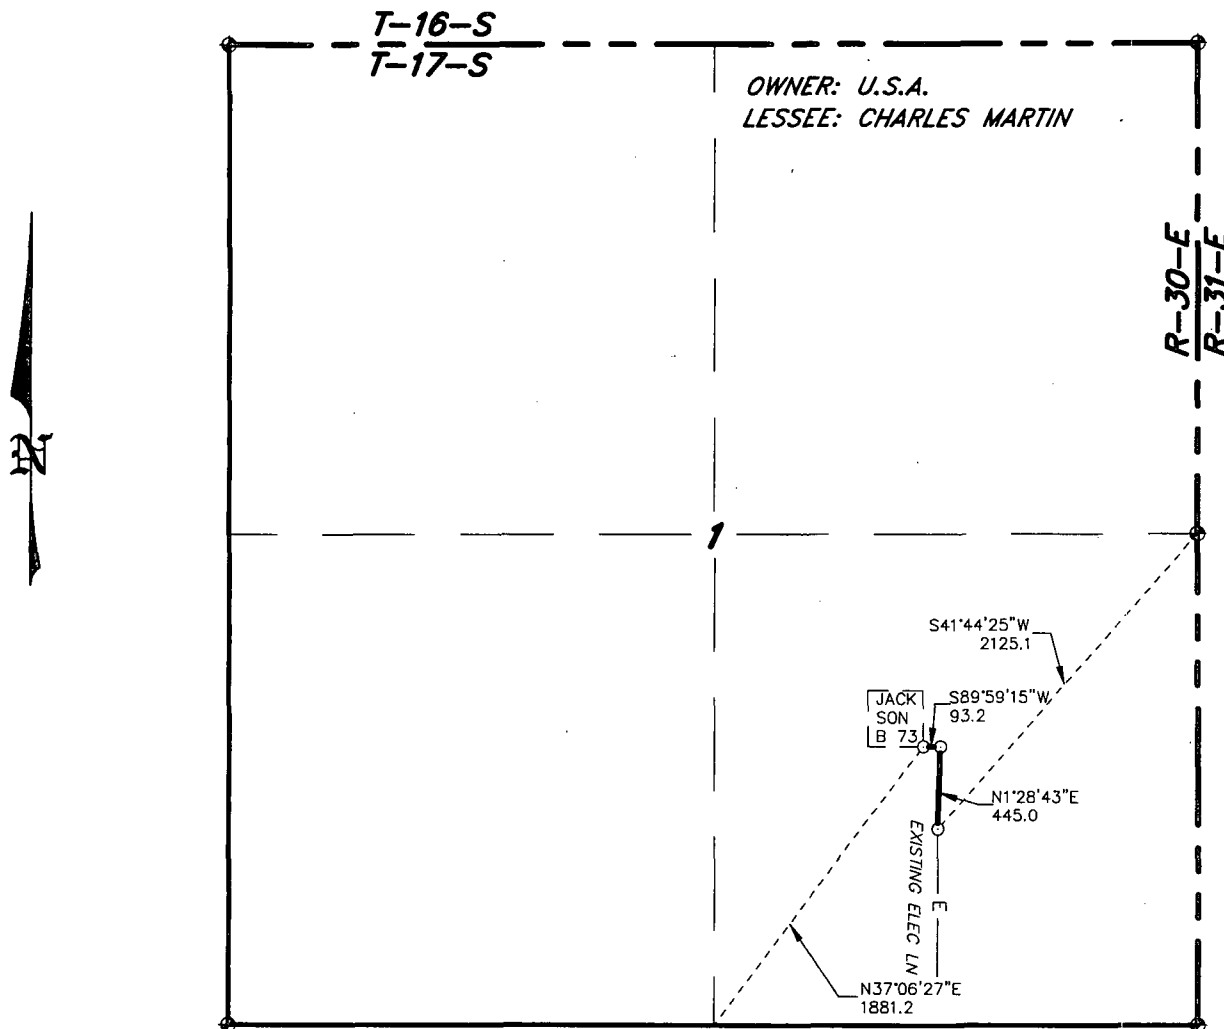 T-16-S
T-17-S
OWNER: U.S.A.
LESSEE: CHARLES MARTIN
R-30-E
R-31-E
1
S41°44'25"W
2125.1
JACK
SON
B 73
S89°59'15"W
93.2
N1°28'43"E
445.0
EXISTING ELEC LN
E
N37°06'27"E
1881.2